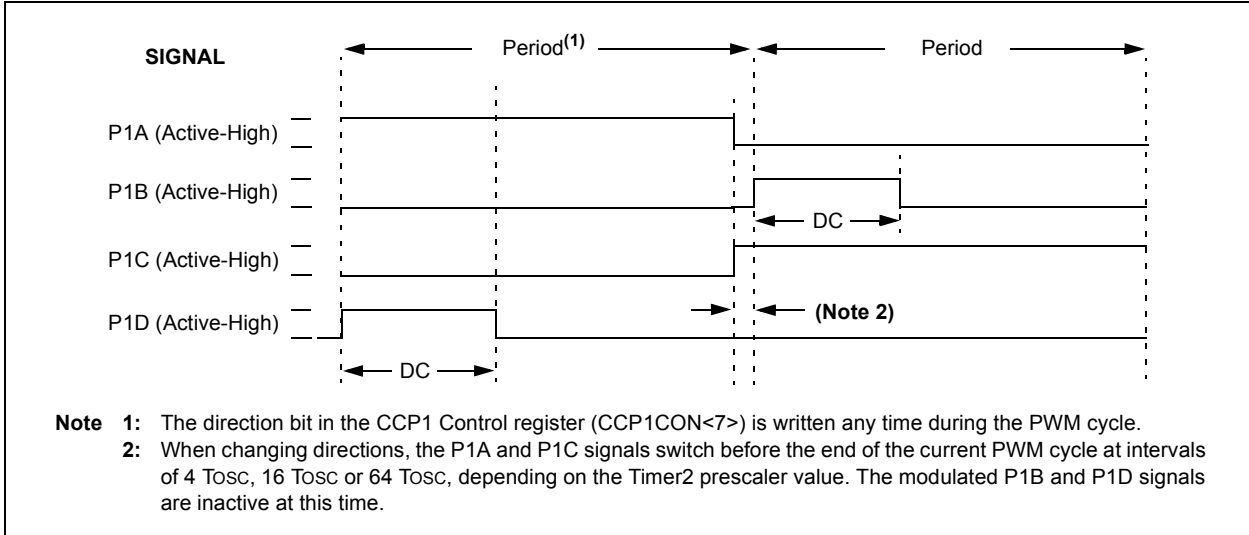 Period(1)
Period
SIGNAL
P1A (Active-High)
P1B (Active-High)
DC
P1C (Active-High)
P1D (Active-High)
(Note 2)
DC
Note 1: The direction bit in the CCP1 Control register (CCP1CON<7>) is written any time during the PWM cycle.
2: When changing directions, the P1A and P1C signals switch before the end of the current PWM cycle at intervals
of 4 TOSC, 16 TOSC or 64 TOSC, depending on the Timer2 prescaler value. The modulated P1B and P1D signals
are inactive at this time.